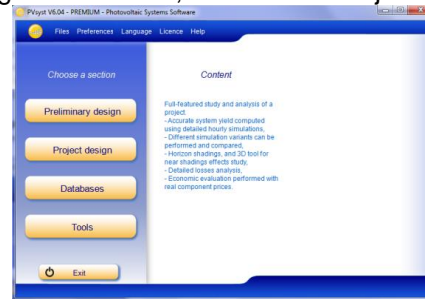 PVsyst V6.04 - PREMIUM - Photovoltaic Systems Software
Files Preferences Language Licence Help
Choose a section
Content
Preliminary design
Project design
Databases
Tools
Exit
Full-featured study and analysis of a
project
- Accurate system yield computed
using detailed hourly simulations,
- Different simulation variants can be
performed and compared,
- Horizon shadings, and 3D tool for
near shadings effects study,
- Detailed losses analysis,
- Economic evaluation performed with
real component prices.